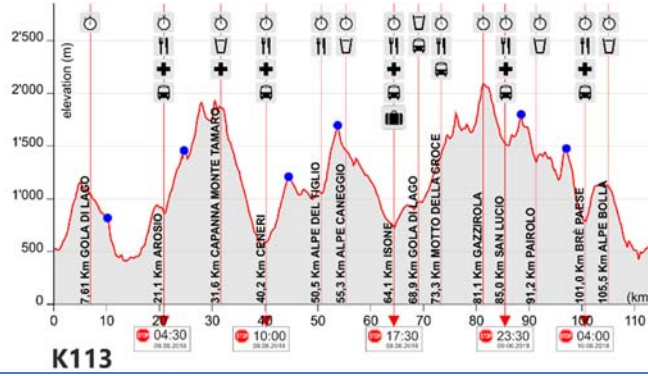 2'500
2'000
1'500
1'000
500
0
elevation (m)
7,61 Km GOLA DI LAGO
21,1 Km AROSIO
31,6 Km CAPANNA MONTE TAMARO
40,2 Km CENERI
50,5 Km ALPE DEL TIGLIO
55,3 Km ALPE CANEGGIO
64,1 Km ISONE
68,9 Km GOLA DI LAGO
73,3 Km MOTTO DELLA CROCE
81,1 Km GAZZIROLA
85,0 Km SAN LUCIO
91,2 Km PAIROLO
101,0 Km BRÈ PAESE
105,5 Km ALPE BOLLA
(km
0 10 20 30 40 50 60 70 80 90 100 110
STOP 04:30
STOP 10:00
STOP 17:30
STOP 23:30
STOP 04:00
K113